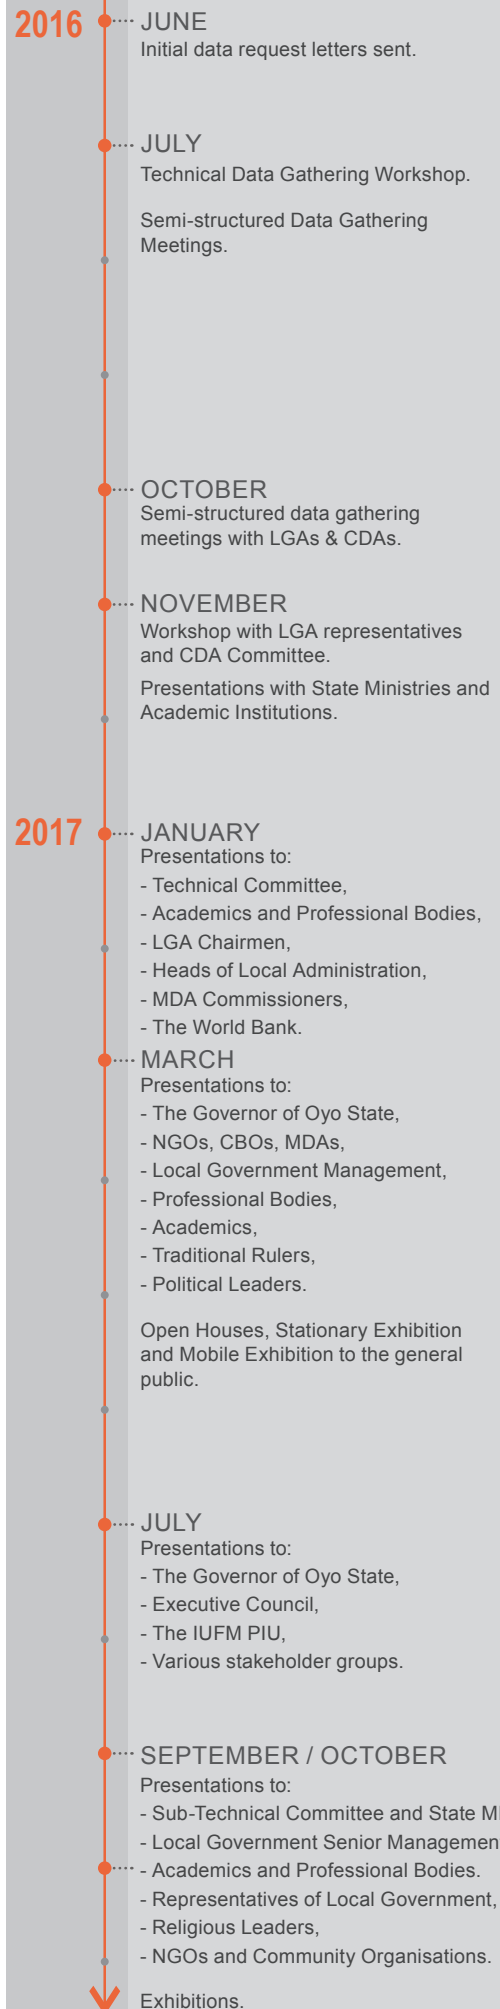 2016
JUNE
Initial data request letters sent.
JULY
Technical Data Gathering Workshop.
Semi-structured Data Gathering
Meetings.
OCTOBER
Semi-structured data gathering
meetings with LGAs & CDAs.
NOVEMBER
Workshop with LGA representatives
and CDA Committee.
Presentations with State Ministries and
Academic Institutions.
2017
JANUARY
Presentations to:
- Technical Committee,
- Academics and Professional Bodies,
- LGA Chairmen,
- Heads of Local Administration,
- MDA Commissioners,
- The World Bank.
MARCH
Presentations to:
- The Governor of Oyo State,
- NGOs, CBOs, MDAs,
- Local Government Management,
- Professional Bodies,
- Academics,
- Traditional Rulers,
- Political Leaders.
Open Houses, Stationary Exhibition
and Mobile Exhibition to the general
public.
JULY
Presentations to:
- The Governor of Oyo State,
- Executive Council,
- The IUFM PIU,
- Various stakeholder groups.
SEPTEMBER / OCTOBER
Presentations to:
- Sub-Technical Committee and State
- Local Government Senior
- Academics and Professional Bodies.
- Representatives of Local Government,
- Religious Leaders,
- NGOs and Community Organisations.
Exhibitions.